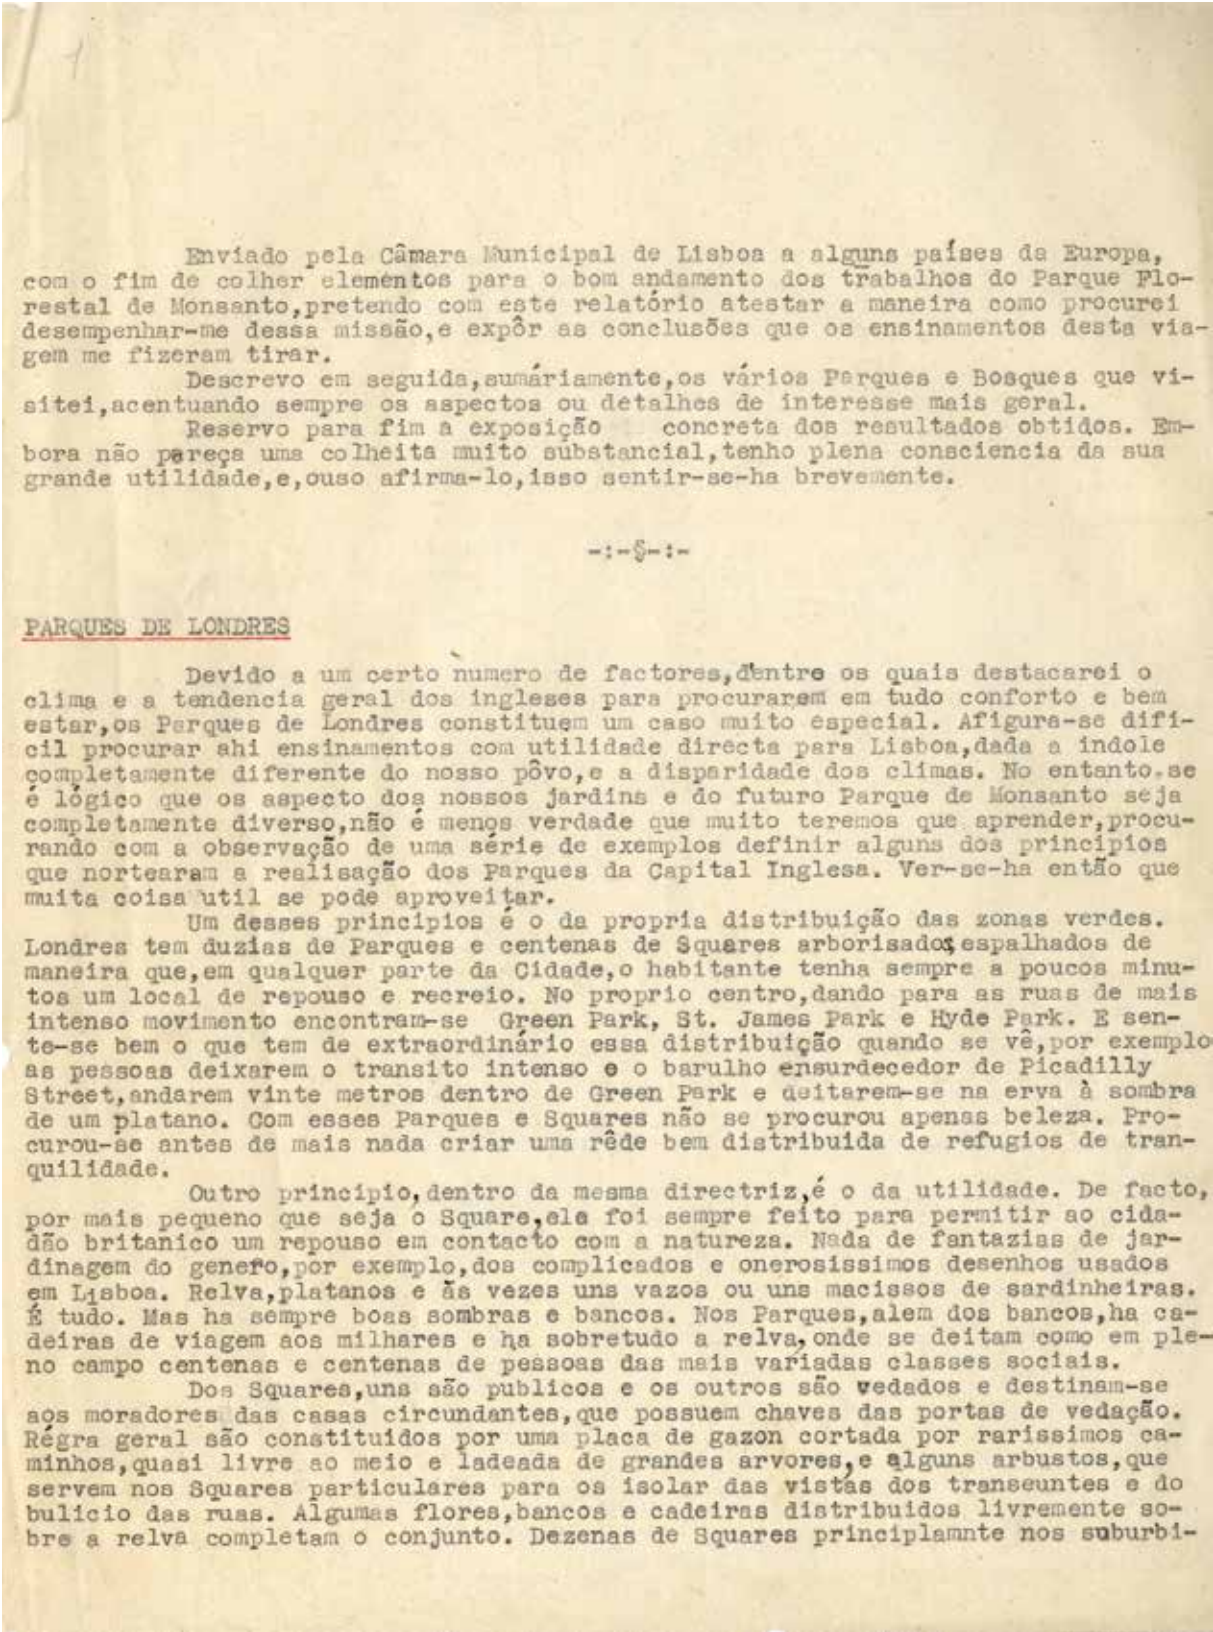 1
Enviado pela Câmara Municipal de Lisboa a alguns países da Europa,
com o fim de colher elementos para o bom andamento dos trabalhos do Parque Flo-
restal de Monsanto,pretendo com este relatório atestar a maneira como procurei
desempenhar-me dessa missão,e expôr as conclusões que os ensinamentos desta via-
gem me fizeram tirar.
Descrevo em seguida,sumáriamente,os vários Parques e Bosques que vi-
sitei,acentuando sempre os aspectos ou detalhes de interesse mais geral.
Reservo para fim a exposição concreta dos resultados obtidos. Em-
bora não pareça uma colheita muito substancial,tenho plena consciencia da sua
grande utilidade,e,ouso afirma-lo,isso sentir-se-ha brevemente.
-:-§-:-
PARQUES DE LONDRES
Devido a um certo numero de factores,dentre os quais destacarei o
clima e a tendencia geral dos ingleses para procurarem em tudo conforto e bem
estar,os Parques de Londres constituem um caso muito especial. Afigura-se difi-
cil procurar ahi ensinamentos com utilidade directa para Lisboa,dada a indole
completamente diferente do nosso pôvo,e a disparidade dos climas. No entanto.se
é lógico que os aspecto dos nossos jardins e do futuro Parque de Monsanto seja
completamente diverso,não é menos verdade que muito teremos que aprender,procu-
rando com a observação de uma série de exemplos definir alguns dos principios
que nortearam a realisação dos Parques da Capital Inglesa. Ver-se-ha então que
muita coisa util se pode aproveitar.
Um desses principios é o da propria distribuição das zonas verdes.
Londres tem duzias de Parques e centenas de Squares arborisados,espalhados de
maneira que,em qualquer parte da Cidade,o habitante tenha sempre a poucos minu-
tos um local de repouso e recreio. No proprio centro,dando para as ruas de mais
intenso movimento encontram-se Green Park, St. James Park e Hyde Park. E sen-
te-se bem o que tem de extraordinário essa distribuição quando se vê,por exemplo
as pessoas deixarem o transito intenso e o barulho ensurdecedor de Picadilly
Street,andarem vinte metros dentro de Green Park e deitarem-se na erva à sombra
de um platano. Com esses Parques e Squares não se procurou apenas beleza. Pro-
curou-se antes de mais nada criar uma rêde bem distribuida de refugios de tran-
quilidade.
Outro principio,dentro da mesma directriz,é o da utilidade. De facto,
por mais pequeno que seja o Square,ele foi sempre feito para permitir ao cida-
dão britanico um repouso em contacto com a natureza. Nada de fantazias de jar-
dinagem do genero,por exemplo,dos complicados e onerosissimos desenhos usados
em Lisboa. Relva,platanos e ás vezes uns vazos ou uns macissos de sardinheiras.
É tudo. Mas ha sempre boas sombras e bancos. Nos Parques,alem dos bancos,ha ca-
deiras de viagem aos milhares e ha sobretudo a relva,onde se deitam como em ple-
no campo centenas e centenas de pessoas das mais variadas classes sociais.
Dos Squares,uns são publicos e os outros são vedados e destinam-se
aos moradores das casas circundantes,que possuem chaves das portas de vedação.
Régra geral são constituidos por uma placa de gazon cortada por rarissimos ca-
minhos,quasi livre ao meio e ladeada de grandes arvores,e alguns arbustos,que
servem nos Squares particulares para os isolar das vistas dos transeuntes e do
bulicio das ruas. Algumas flores,bancos e cadeiras distribuidos livremente so-
bre a relva completam o conjunto. Dezenas de Squares principlamnte nos suburbi-